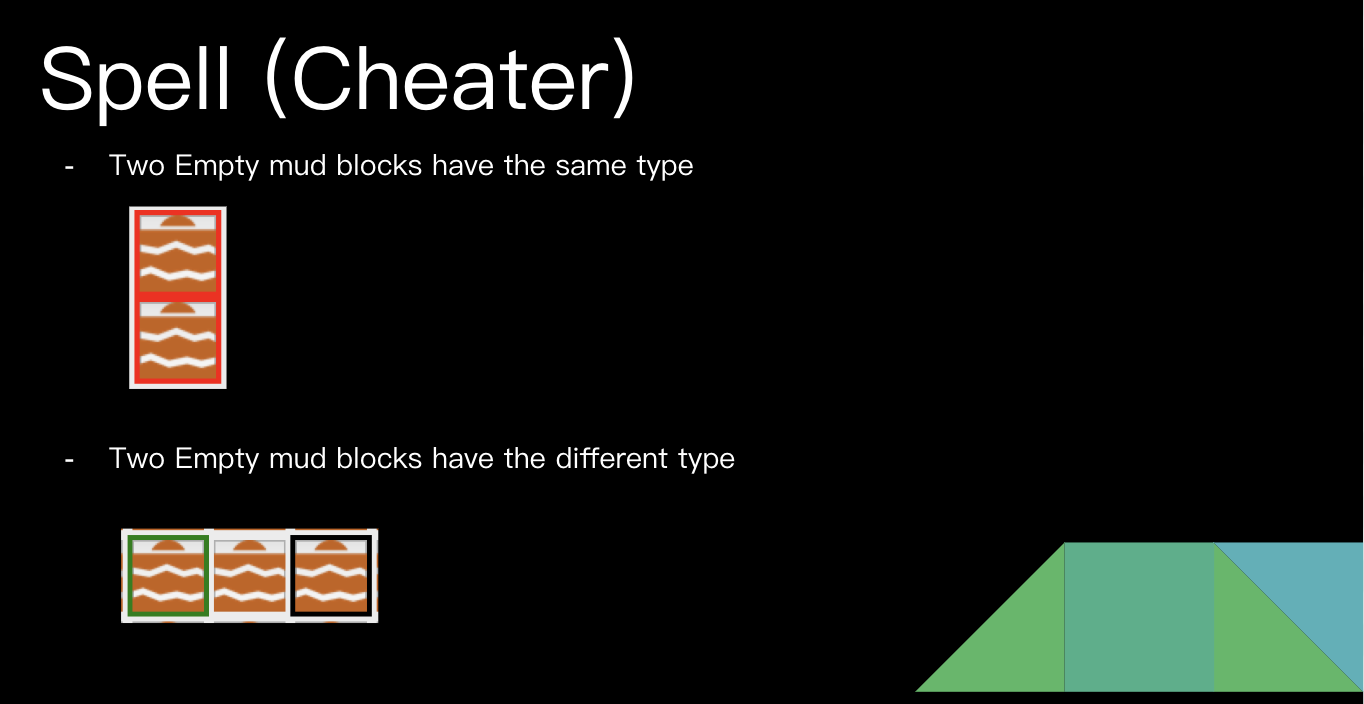 Spell (Cheater)
- Two Empty mud blocks have the same type
- Two Empty mud blocks have the different type